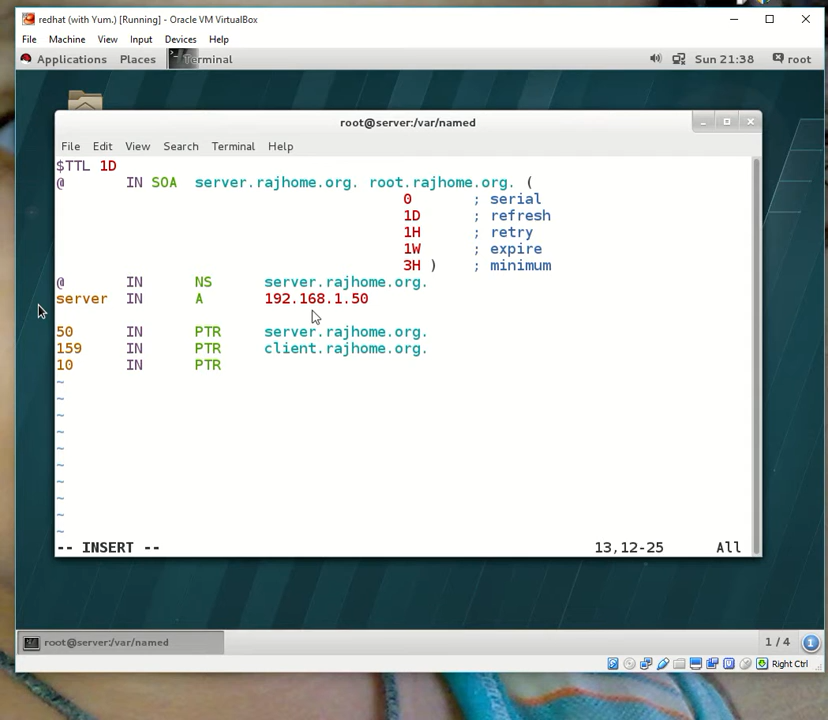 redhat (with Yum.) [Running] - Oracle VM VirtualBox
File Machine View Input Devices Help
Applications Places Terminal Sun 21:38 root
root@server:/var/named
File Edit View Search Terminal Help
$TTL 1D
@ IN SOA server.rajhome.org. root.rajhome.org. (
0 ; serial
1D ; refresh
1H ; retry
1W ; expire
3H ) ; minimum
@ IN NS server.rajhome.org.
server IN A 192.168.1.50
50 IN PTR server.rajhome.org.
159 IN PTR client.rajhome.org.
10 IN PTR
~
~
~
~
~
~
~
~
~
~
-- INSERT -- 13,12-25 All
root@server:/var/named 1 / 4 1
Right Ctrl